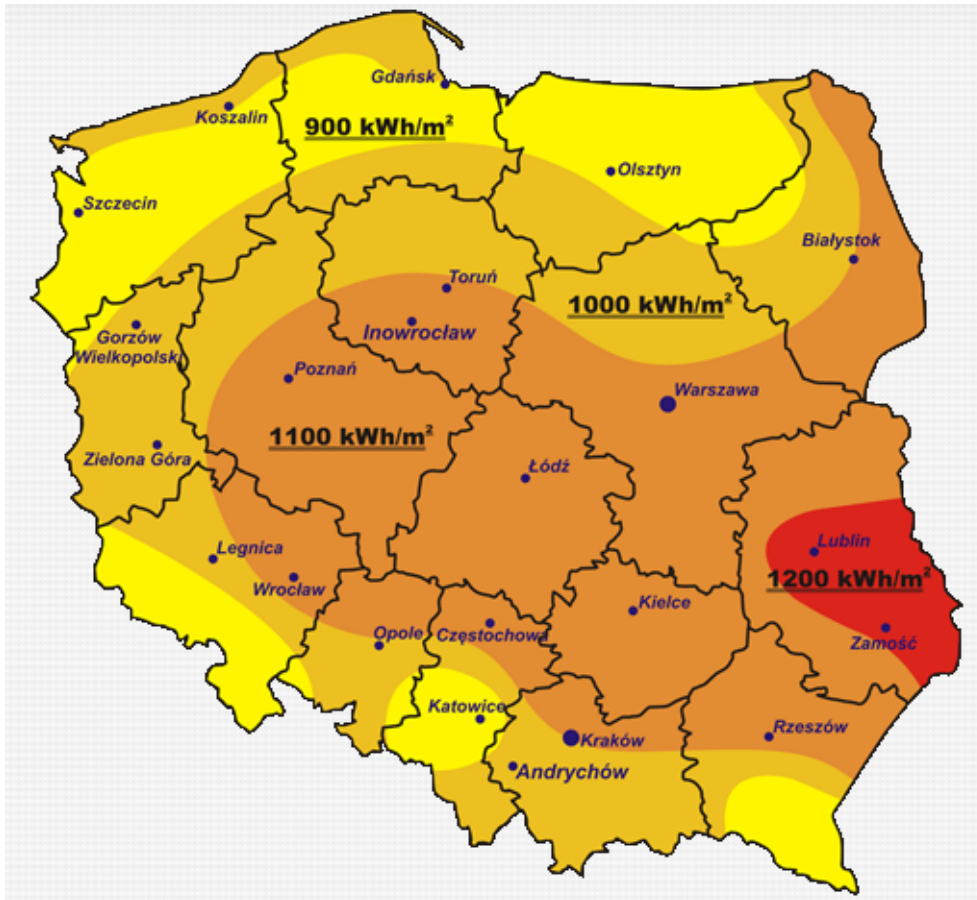 Gdańsk
Koszalin
900 kWh/m²
Olsztyn
Szczecin
Białystok
Toruń
1000 kWh/m²
Gorzów
Wielkopolsk
Inowrocław
Poznań
Warszawa
1100 kWh/m²
Zielona Góra
Łódź
Legnica
Lublin
Wrocław
1200 kWh/m²
Kielce
Opole
Częstochowa
Zamość
Katowice
Rzeszów
Kraków
Andrychów